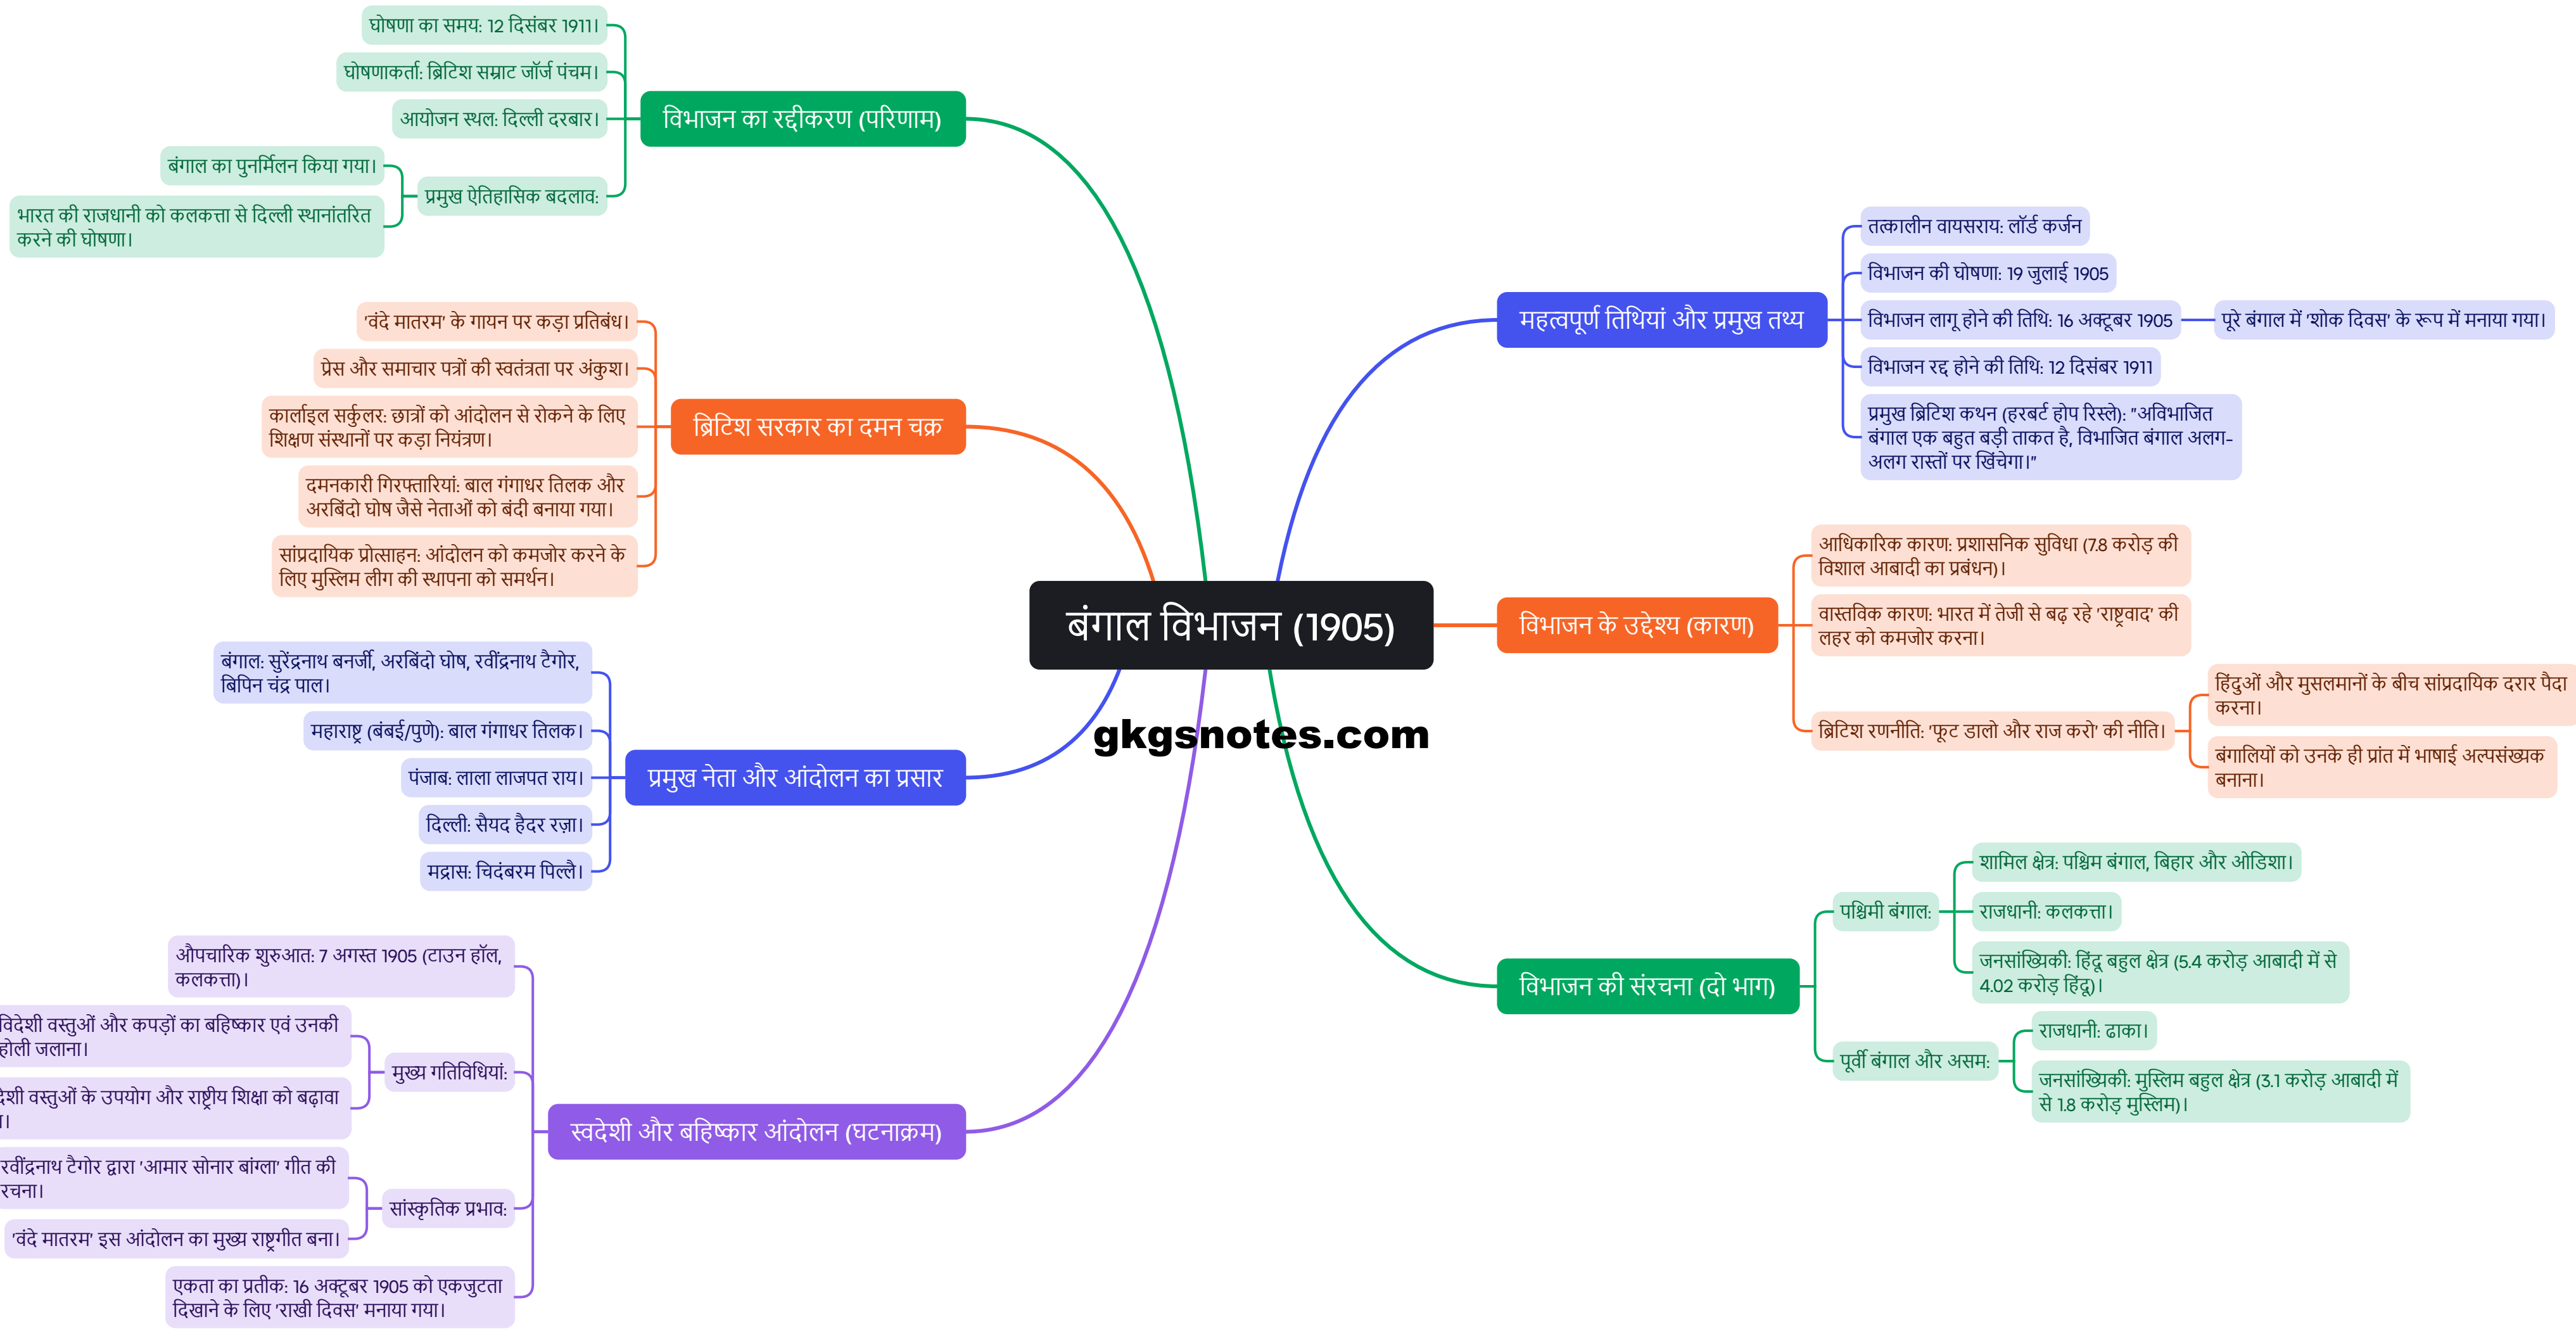 बंगाल विभाजन (1905)
gkgsnotes.com
महत्वपूर्ण तिथियां और प्रमुख तथ्य
तत्कालीन वायसराय: लॉर्ड कर्जन
विभाजन की घोषणा: 19 जुलाई 1905
विभाजन लागू होने की तिथि: 16 अक्टूबर 1905
पूरे बंगाल में 'शोक दिवस' के रूप में मनाया गया।
विभाजन रद्द होने की तिथि: 12 दिसंबर 1911
प्रमुख ब्रिटिश कथन (हरबर्ट होप रिस्ले): "अविभाजित
बंगाल एक बहुत बड़ी ताकत है, विभाजित बंगाल अलग-
अलग रास्तों पर खिंचेगा।"
विभाजन के उद्देश्य (कारण)
आधिकारिक कारण: प्रशासनिक सुविधा (7.8 करोड़ की
विशाल आबादी का प्रबंधन)।
वास्तविक कारण: भारत में तेजी से बढ़ रहे 'राष्ट्रवाद' की
लहर को कमजोर करना।
ब्रिटिश रणनीति: 'फूट डालो और राज करो' की नीति।
हिंदुओं और मुसलमानों के बीच सांप्रदायिक दरार पैदा
करना।
बंगालियों को उनके ही प्रांत में भाषाई अल्पसंख्यक
बनाना।
विभाजन की संरचना (दो भाग)
पश्चिमी बंगाल:
शामिल क्षेत्र: पश्चिम बंगाल, बिहार और ओडिशा।
राजधानी: कलकत्ता।
जनसांख्यिकी: हिंदू बहुल क्षेत्र (5.4 करोड़ आबादी में से
4.02 करोड़ हिंदू)।
पूर्वी बंगाल और असम:
राजधानी: ढाका।
जनसांख्यिकी: मुस्लिम बहुल क्षेत्र (3.1 करोड़ आबादी में
से 1.8 करोड़ मुस्लिम)।
विभाजन का रद्दीकरण (परिणाम)
घोषणा का समय: 12 दिसंबर 1911।
घोषणाकर्ता: ब्रिटिश सम्राट जॉर्ज पंचम।
आयोजन स्थल: दिल्ली दरबार।
प्रमुख ऐतिहासिक बदलाव:
बंगाल का पुनर्मिलन किया गया।
भारत की राजधानी को कलकत्ता से दिल्ली स्थानांतरित
करने की घोषणा।
ब्रिटिश सरकार का दमन चक्र
'वंदे मातरम' के गायन पर कड़ा प्रतिबंध।
प्रेस और समाचार पत्रों की स्वतंत्रता पर अंकुश।
कार्लाइल सर्कुलर: छात्रों को आंदोलन से रोकने के लिए
शिक्षण संस्थानों पर कड़ा नियंत्रण।
दमनकारी गिरफ्तारियां: बाल गंगाधर तिलक और
अरबिंदो घोष जैसे नेताओं को बंदी बनाया गया।
सांप्रदायिक प्रोत्साहन: आंदोलन को कमजोर करने के
लिए मुस्लिम लीग की स्थापना को समर्थन।
प्रमुख नेता और आंदोलन का प्रसार
बंगाल: सुरेंद्रनाथ बनर्जी, अरबिंदो घोष, रवींद्रनाथ टैगोर,
बिपिन चंद्र पाल।
महाराष्ट्र (बंबई/पुणे): बाल गंगाधर तिलक।
पंजाब: लाला लाजपत राय।
दिल्ली: सैयद हैदर रज़ा।
मद्रास: चिदंबरम पिल्लै।
स्वदेशी और बहिष्कार आंदोलन (घटनाक्रम)
औपचारिक शुरुआत: 7 अगस्त 1905 (टाउन हॉल,
कलकत्ता)।
मुख्य गतिविधियां:
विदेशी वस्तुओं और कपड़ों का बहिष्कार एवं उनकी
होली जलाना।
वस्तुओं के उपयोग और राष्ट्रीय शिक्षा को बढ़ावा
सांस्कृतिक प्रभाव:
रवींद्रनाथ टैगोर द्वारा 'आमार सोनार बांग्ला' गीत की
रचना।
'वंदे मातरम' इस आंदोलन का मुख्य राष्ट्रगीत बना।
एकता का प्रतीक: 16 अक्टूबर 1905 को एकजुटता
दिखाने के लिए 'राखी दिवस' मनाया गया।